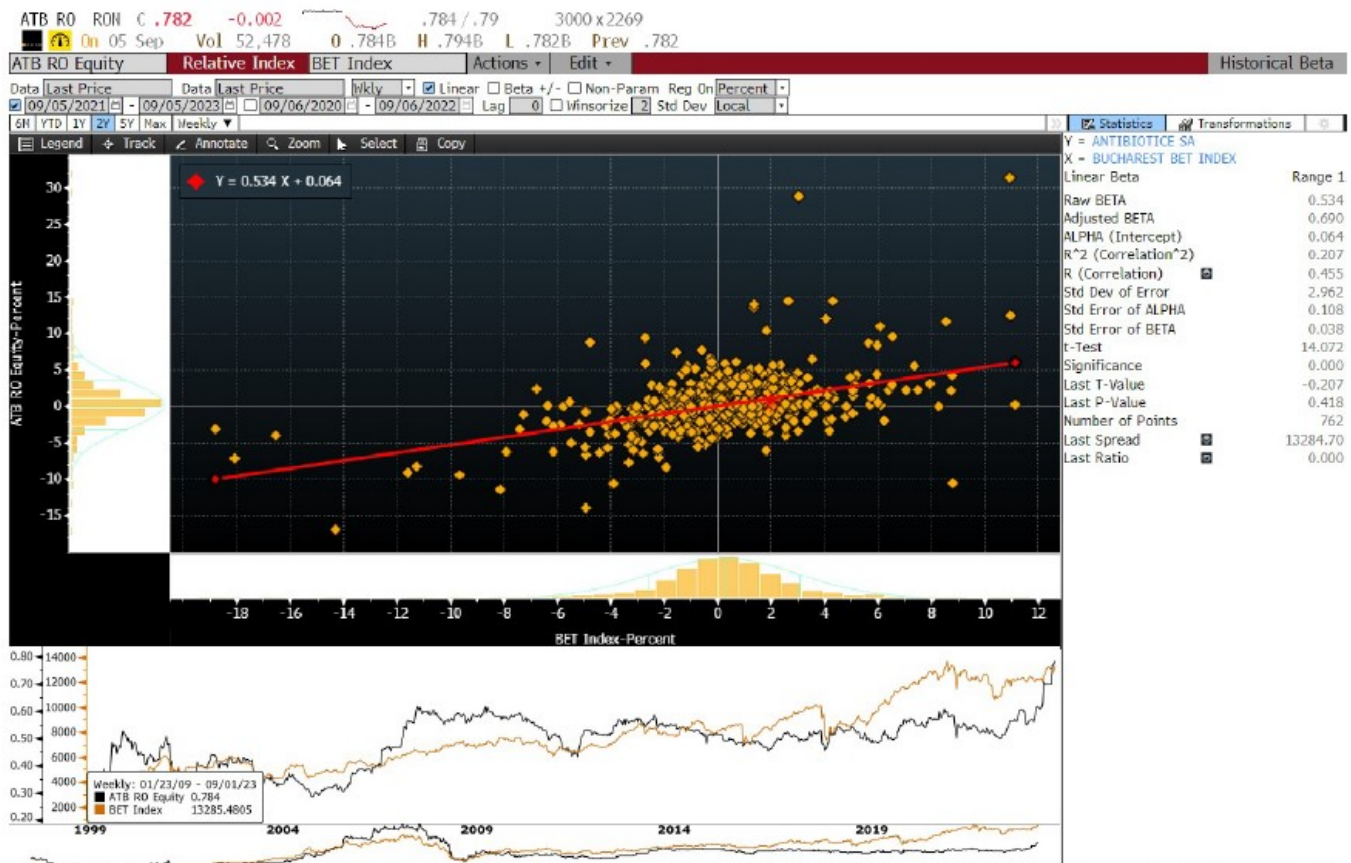 ATB RO RON C .782 -0.002 .784 / .79 3000 x 2269
On 05 Sep Vol 52,478 O .784B H .794B L .782B Prev .782
ATB RO Equity Relative Index BET Index Actions Edit Historical Beta
Data Last Price Data Last Price Wkly Linear Beta +/- Non-Param Reg On Percent
09/05/2021 - 09/05/2023 09/06/2020 - 09/06/2022 Lag 0 Winsorize 2 Std Dev Local
6M YTD 1Y 2Y 5Y Max Weekly ▼ Statistics Transformations
Legend Track Annotate Zoom Select Copy
Y = 0.534 X + 0.064
ATB RO Equity-Percent
30
25
20
15
10
5
0
-5
-10
-15
-18 -16 -14 -12 -10 -8 -6 -4 -2 0 2 4 6 8 10 12
BET Index-Percent
Y = ANTIBIOTICE SA
X = BUCHAREST BET INDEX
Linear Beta Range 1
Raw BETA 0.534
Adjusted BETA 0.690
ALPHA (Intercept) 0.064
R^2 (Correlation^2) 0.207
R (Correlation) 0.455
Std Dev of Error 2.962
Std Error of ALPHA 0.108
Std Error of BETA 0.038
t-Test 14.072
Significance 0.000
Last T-Value -0.207
Last P-Value 0.418
Number of Points 762
Last Spread 13284.70
Last Ratio 0.000
0.80 14000
0.70 12000
0.60 10000
0.50 8000
6000
0.40
4000
0.30
2000
0.20
Weekly: 01/23/09 - 09/01/23
ATB RO Equity 0.784
BET Index 13285.4805
1999 2004 2009 2014 2019